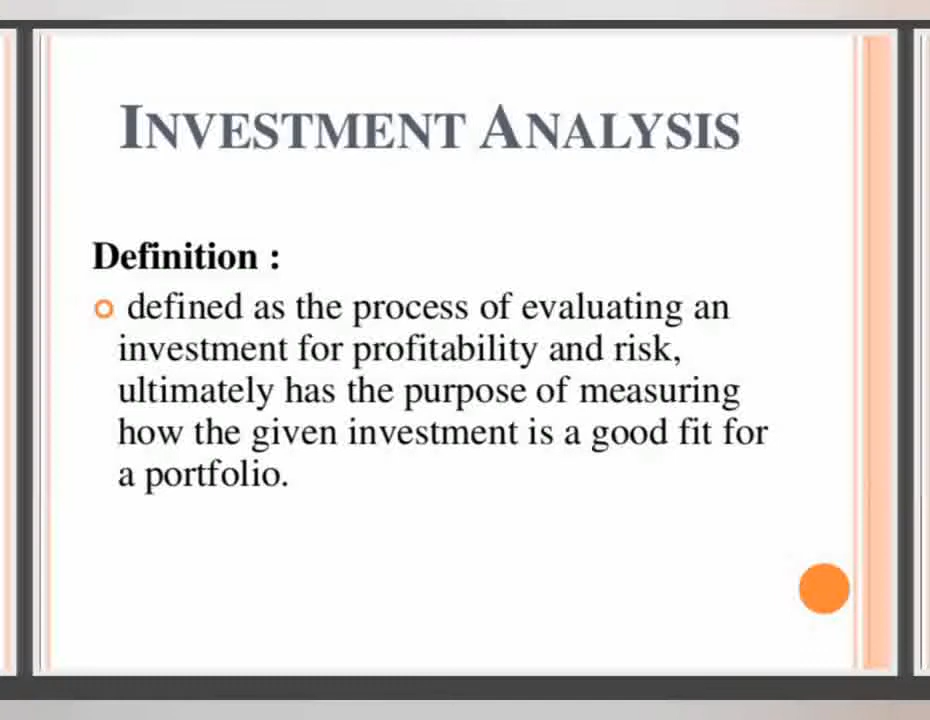 INVESTMENT ANALYSIS
Definition :
defined as the process of evaluating an
investment for profitability and risk,
ultimately has the purpose of measuring
how the given investment is a good fit for
a portfolio.